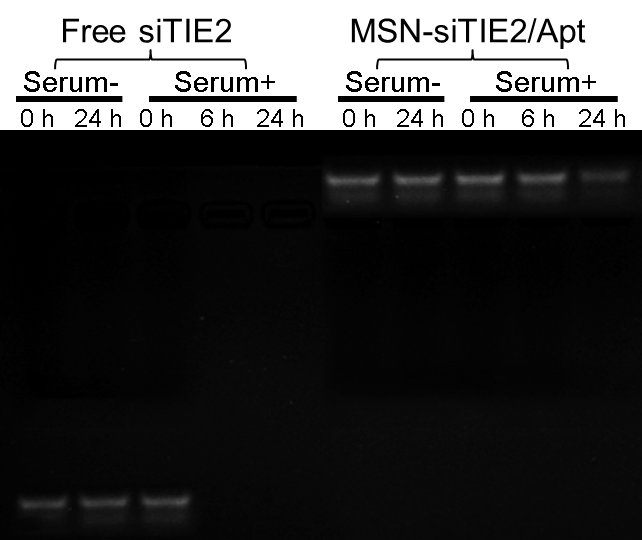 Free siTIE2 MSN-siTIE2/Apt
Serum- Serum+ Serum- Serum+
0 h 24 h 0 h 6 h 24 h 0 h 24 h 0 h 6 h 24 h